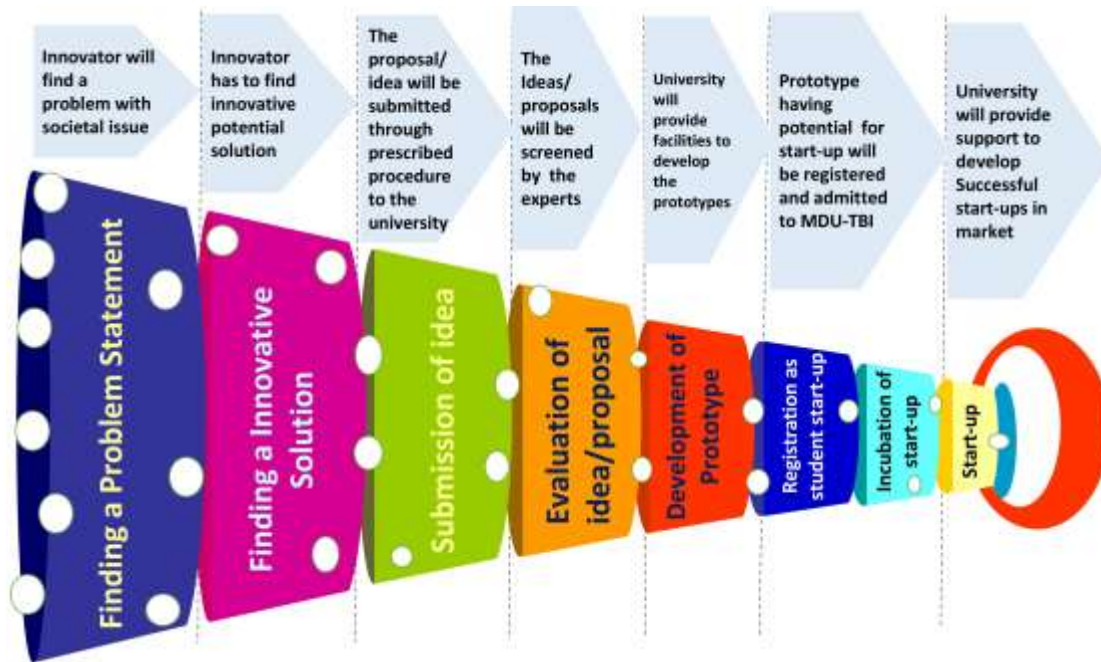 Innovator will
find a
problem with
societal issue
Innovator
has to find
innovative
potential
solution
The
proposal/
idea will be
submitted
through
prescribed
procedure
to the
university
The
Ideas/
proposals
will be
screened
by the
experts
University
will
provide
facilities to
develop
the
prototypes
Prototype
having
potential for
start-up will
be registered
and admitted
to MDU-TBI
University
will provide
support to
develop
Successful
start-ups in
market
Finding a Problem Statement
Finding a Innovative
Solution
Submission of idea
Evaluation of
idea/proposal
Development of
Prototype
Registration as
student start-up
Incubation of
start-up
Start-up